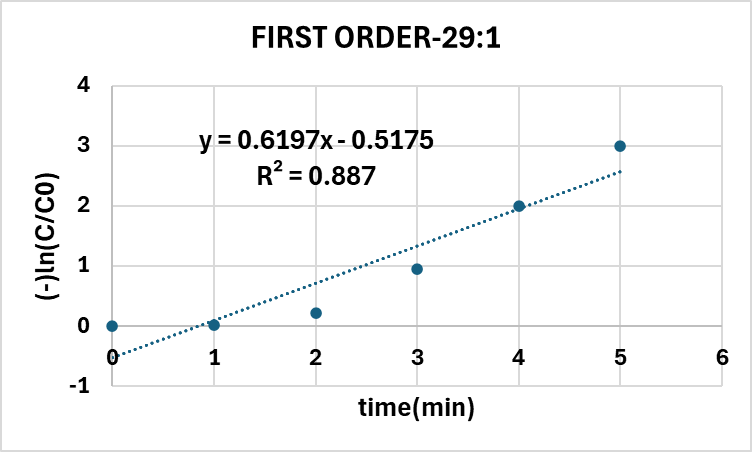 FIRST ORDER-29:1
4
3
2
1
0
-1
(-)ln(C/C0)
y = 0.6197x - 0.5175
R² = 0.887
0 1 2 3 4 5 6
time(min)